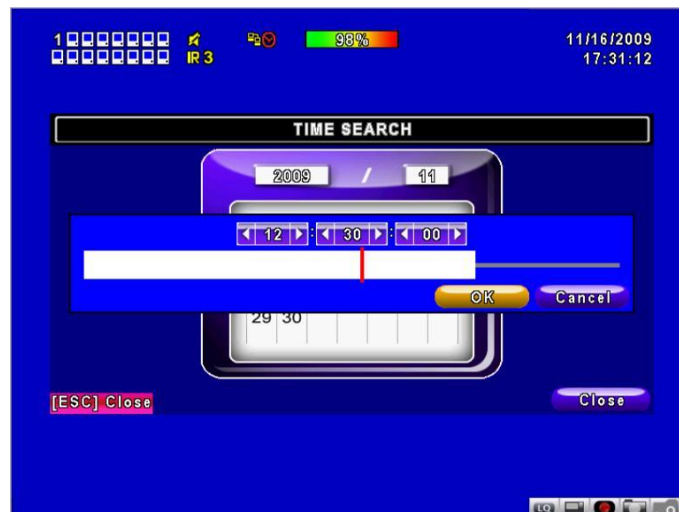 1 98% 11/16/2009
IR 3 17:31:12
TIME SEARCH
2009 / 11
12 : 30 : 00
OK Cancel
29 30
[ESC] Close Close
LQ